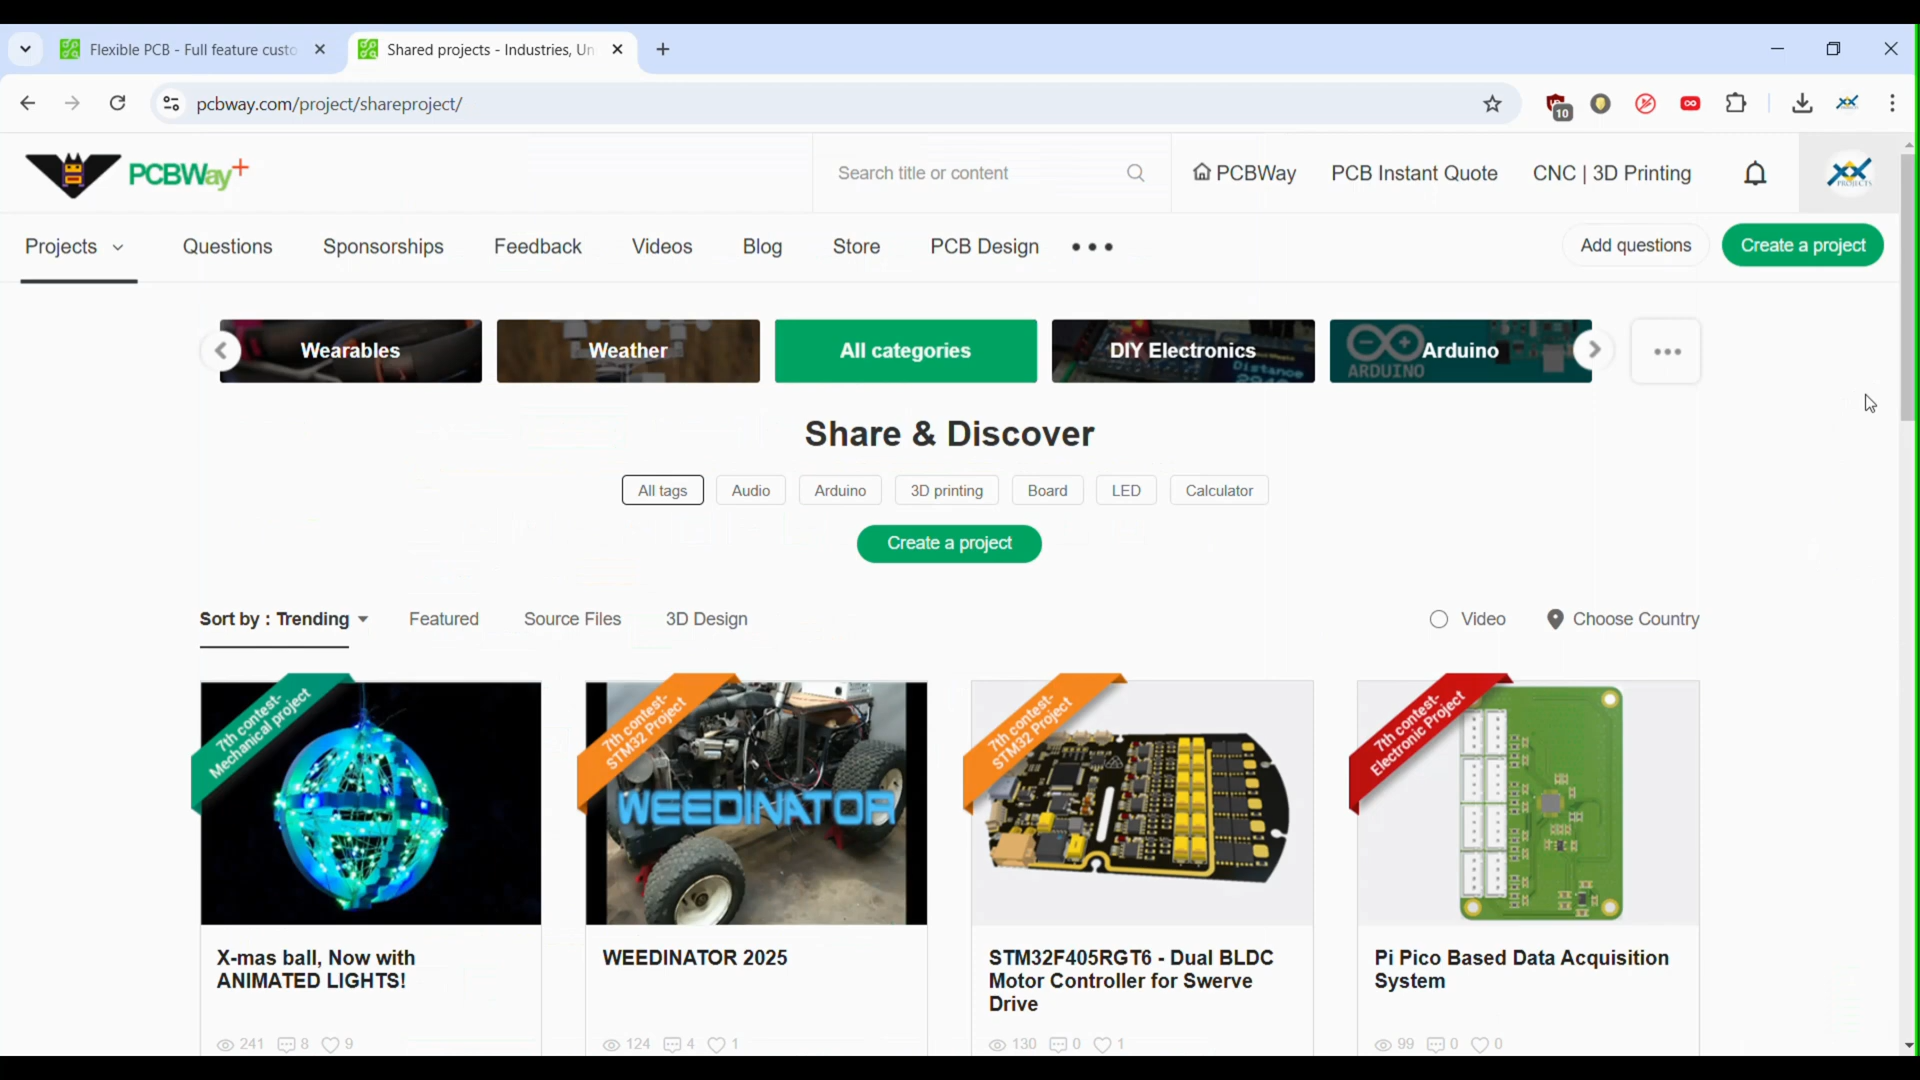 Flexible PCB - Full feature custo
Shared projects - Industries, Un
pcbway.com/project/shareproject/
10
PCBWay+
Search title or content
PCBWay
PCB Instant Quote
CNC | 3D Printing
PROJECTS
Projects
Questions
Sponsorships
Feedback
Videos
Blog
Store
PCB Design
Add questions
Create a project
Wearables
Weather
All categories
DIY Electronics
Distance
Arduino
ARDUINO
Share & Discover
All tags
Audio
Arduino
3D printing
Board
LED
Calculator
Create a project
Sort by : Trending
Featured
Source Files
3D Design
Video
Choose Country
7th contest-
Mechanical project
7th contest-
STM32 Project
WEEDINATOR
7th contest-
STM32 Project
7th contest-
Electronic Project
X-mas ball, Now with
ANIMATED LIGHTS!
WEEDINATOR 2025
STM32F405RGT6 - Dual BLDC
Motor Controller for Swerve
Drive
Pi Pico Based Data Acquisition
System
241 8 9
124 4 1
130 0 1
99 0 0